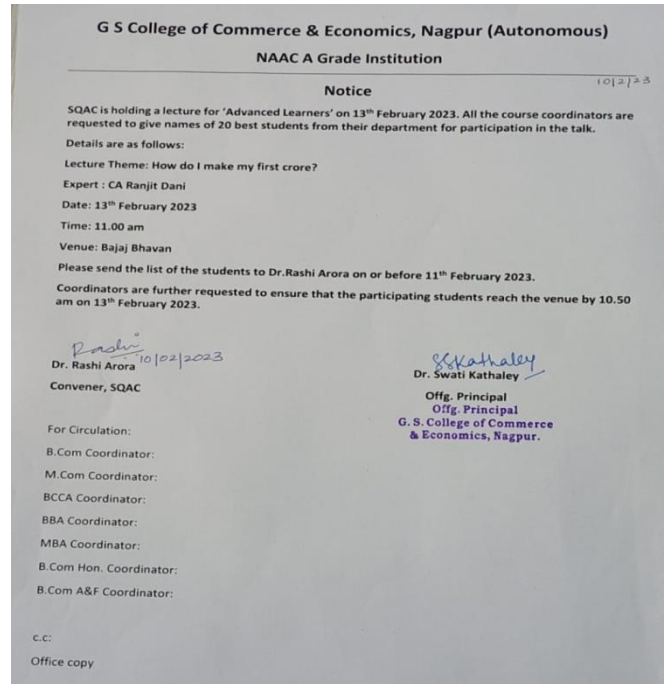 G S College of Commerce & Economics, Nagpur (Autonomous)
NAAC A Grade Institution
10/2/23
Notice
SQAC is holding a lecture for 'Advanced Learners' on 13th February 2023. All the course coordinators are
requested to give names of 20 best students from their department for participation in the talk.
Details are as follows:
Lecture Theme: How do I make my first crore?
Expert : CA Ranjit Dani
Date: 13th February 2023
Time: 11.00 am
Venue: Bajaj Bhavan
Please send the list of the students to Dr.Rashi Arora on or before 11th February 2023.
Coordinators are further requested to ensure that the participating students reach the venue by 10.50
am on 13th February 2023.
Rashi
10/02/2023
Dr. Rashi Arora
Convener, SQAC
SSKathaley
Dr. Swati Kathaley
Offg. Principal
Offg. Principal
G. S. College of Commerce
& Economics, Nagpur.
For Circulation:
B.Com Coordinator:
M.Com Coordinator:
BCCA Coordinator:
BBA Coordinator:
MBA Coordinator:
B.Com Hon. Coordinator:
B.Com A&F Coordinator:
c.c:
Office copy